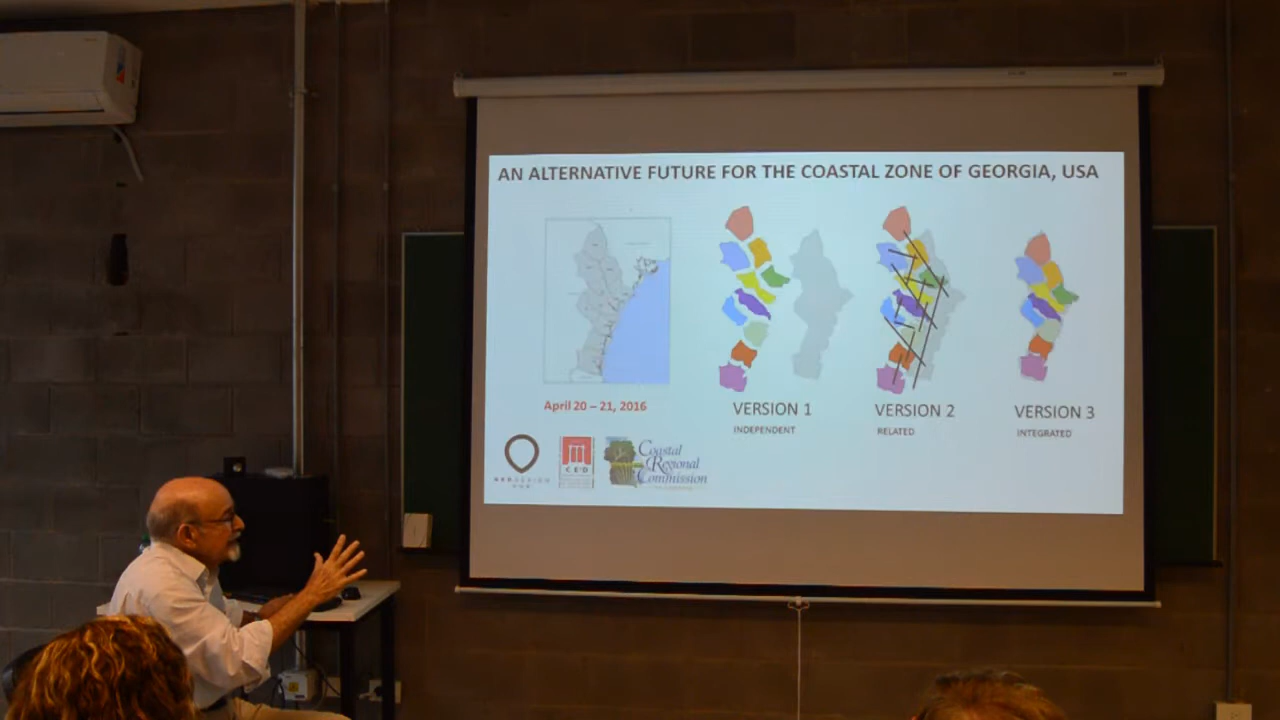 AN ALTERNATIVE FUTURE FOR THE COASTAL ZONE OF GEORGIA, USA
April 20 – 21, 2016
VERSION 1
INDEPENDENT
VERSION 2
RELATED
VERSION 3
INTEGRATED
CED
Coastal
Regional
Commission